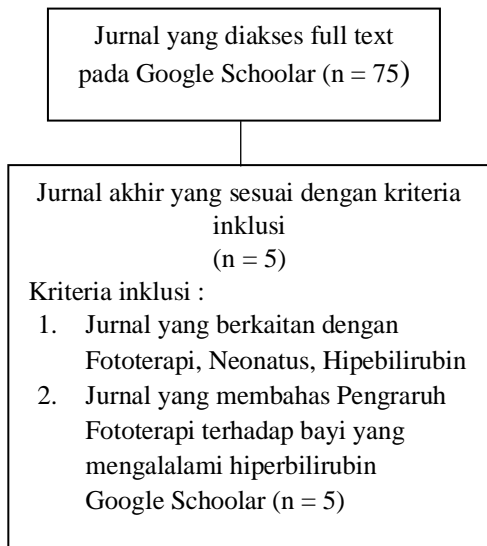 Jurnal yang diakses full text
pada Google Schoolar (n = 75)
Jurnal akhir yang sesuai dengan kriteria
inklusi
(n = 5)
Kriteria inklusi :
1. Jurnal yang berkaitan dengan
Fototerapi, Neonatus, Hipebilirubin
2. Jurnal yang membahas Pengraruh
Fototerapi terhadap bayi yang
mengalalami hiperbilirubin
Google Schoolar (n = 5)